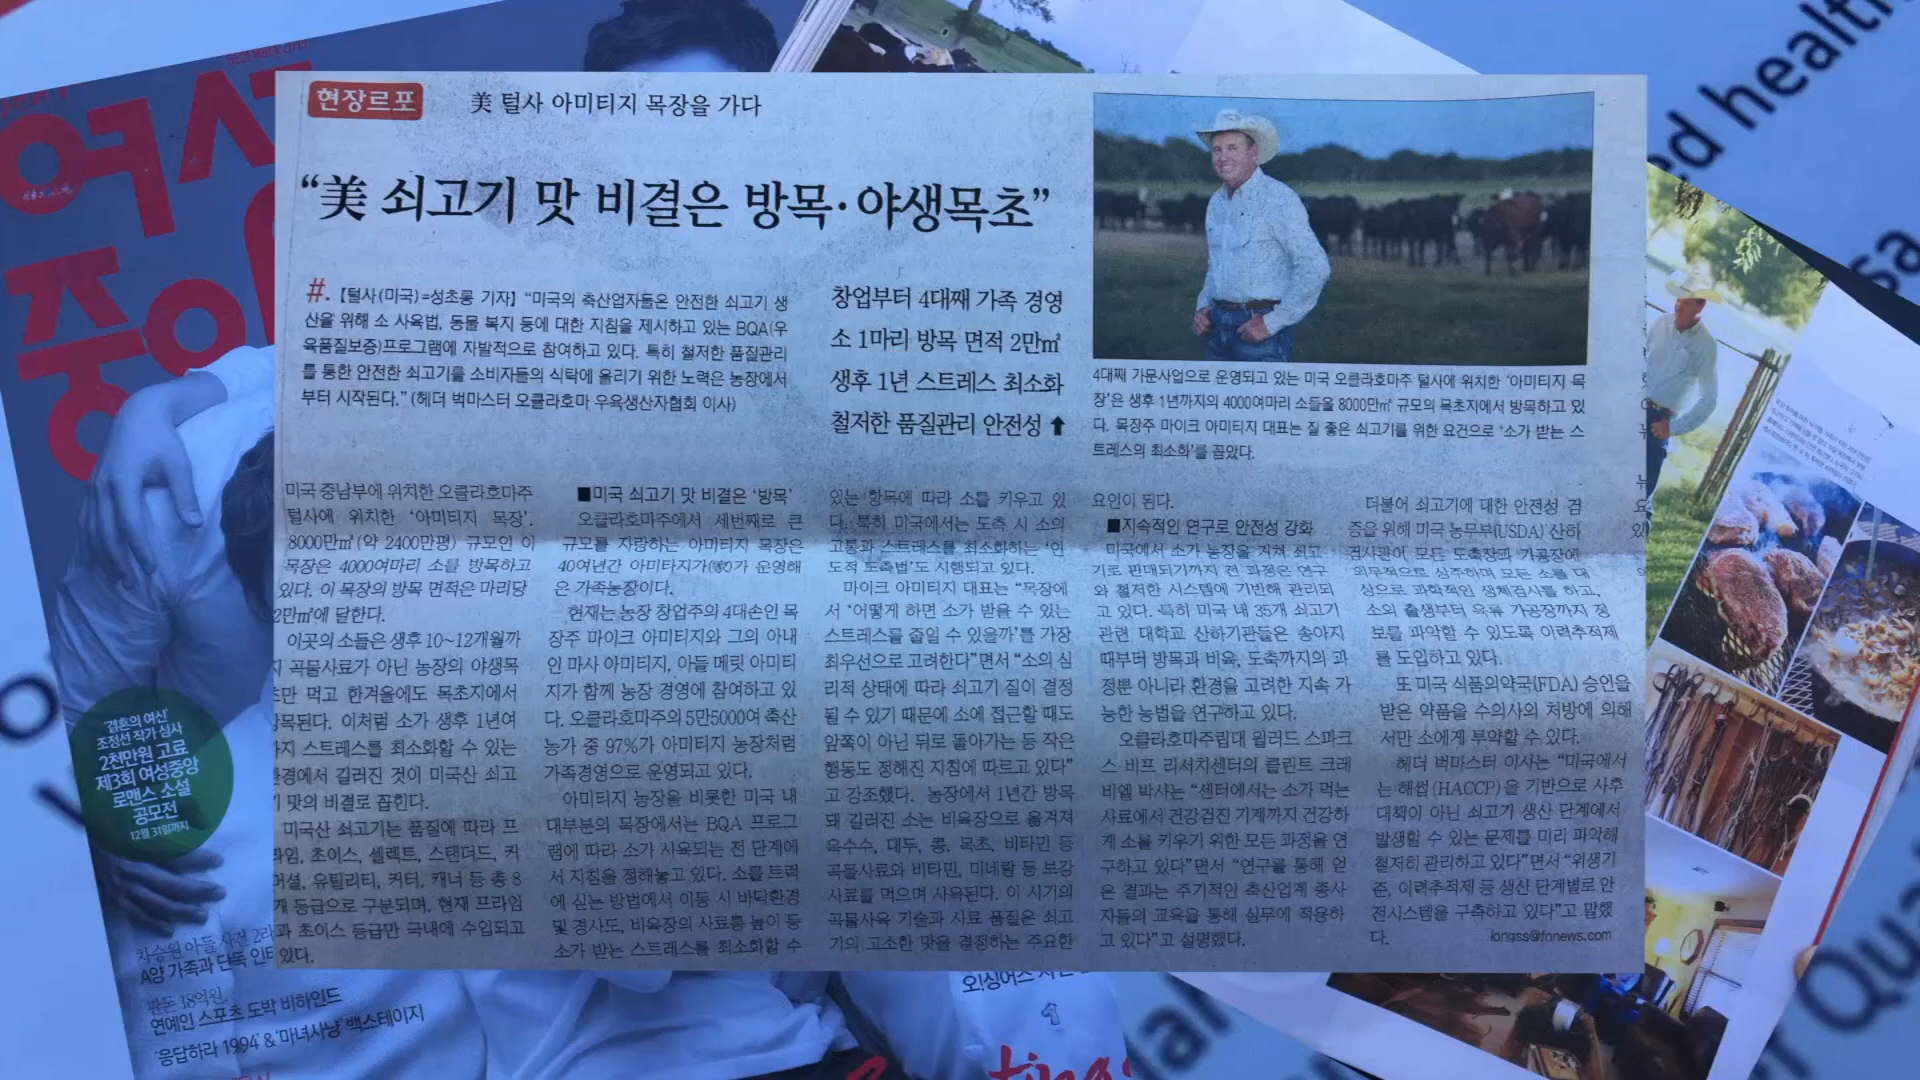 현장르포
美 털사 아미티지 목장을 가다
“美 쇠고기 맛 비결은 방목·야생목초”
#. 【털사(미국)=성초롱 기자】 “미국의 축산업자들은 안전한 쇠고기 생
산을 위해 소 사육법, 동물 복지 등에 대한 지침을 제시하고 있는 BQA(우
육품질보증)프로그램에 자발적으로 참여하고 있다. 특히 철저한 품질관리
를 통한 안전한 쇠고기를 소비자들의 식탁에 올리기 위한 노력은 농장에서
부터 시작된다.” (헤더 벅마스터 오클라호마 우육생산자협회 이사)
창업부터 4대째 가족 경영
소 1마리 방목 면적 2만㎡
생후 1년 스트레스 최소화
철저한 품질관리 안전성 ⬆
4대째 가문사업으로 운영되고 있는 미국 오클라호마주 털사에 위치한 ‘아미티지 목
장’은 생후 1년까지의 4000여마리 소들을 8000만㎡ 규모의 목초지에서 방목하고 있
다. 목장주 마이크 아미티지 대표는 질 좋은 쇠고기를 위한 요건으로 ‘소가 받는 스
트레스의 최소화’를 꼽았다.
미국 중남부에 위치한 오클라호마주
털사에 위치한 ‘아미티지 목장’.
8000만㎡(약 2400만평) 규모인 이
목장은 4000여마리 소를 방목하고
있다. 이 목장의 방목 면적은 마리당
2만㎡에 달한다.
이곳의 소들은 생후 10~12개월까
지 곡물사료가 아닌 농장의 야생목
초만 먹고 한겨울에도 목초지에서
방목된다. 이처럼 소가 생후 1년여
까지 스트레스를 최소화할 수 있는
환경에서 길러진 것이 미국산 쇠고
기 맛의 비결로 꼽힌다.
미국산 쇠고기는 품질에 따라 프
라임, 초이스, 셀렉트, 스탠더드, 커
머셜, 유틸리티, 커터, 캐너 등 총 8
개 등급으로 구분되며, 현재 프라임
과 초이스 등급만 국내에 수입되고
있다.
■미국 쇠고기 맛 비결은 ‘방목’
오클라호마주에서 세번째로 큰
규모를 자랑하는 아미티지 목장은
40여년간 아미타지가(家)가 운영해
온 가족농장이다.
현재는 농장 창업주의 4대손인 목
장주 마이크 아미티지와 그의 아내
인 마사 아미티지, 아들 메릿 아미티
지가 함께 농장 경영에 참여하고 있
다. 오클라호마주의 5만5000여 축산
농가 중 97%가 아미티지 농장처럼
가족경영으로 운영되고 있다.
아미티지 농장을 비롯한 미국 내
대부분의 목장에서는 BQA 프로그
램에 따라 소가 사육되는 전 단계에
서 지침을 정해놓고 있다. 소를 트럭
에 싣는 방법에서 이동 시 바닥환경
및 경사도, 비육장의 사료통 높이 등
소가 받는 스트레스를 최소화할 수
있는 항목에 따라 소를 키우고 있
다. 특히 미국에서는 도축 시 소의
고통과 스트레스를 최소화하는 ‘인
도적 도축법’도 시행되고 있다.
마이크 아미티지 대표는 “목장에
서 ‘어떻게 하면 소가 받을 수 있는
스트레스를 줄일 수 있을까’를 가장
최우선으로 고려한다”면서 “소의 심
리적 상태에 따라 쇠고기 질이 결정
될 수 있기 때문에 소에 접근할 때도
앞쪽이 아닌 뒤로 돌아가는 등 작은
행동도 정해진 지침에 따르고 있다”
고 강조했다. 농장에서 1년간 방목
돼 길러진 소는 비육장으로 옮겨져
옥수수, 대두, 콩, 목초, 비타민 등
곡물사료와 비타민, 미네랄 등 보강
사료를 먹으며 사육된다. 이 시기의
곡물사육 기술과 사료 품질은 쇠고
기의 고소한 맛을 결정하는 주요한
요인이 된다.
■지속적인 연구로 안전성 강화
미국에서 소가 농장을 거쳐 쇠고
기로 판매되기까지 전 과정은 연구
와 철저한 시스템에 기반해 관리되
고 있다. 특히 미국 내 35개 쇠고기
관련 대학교 산하기관들은 송아지
때부터 방목과 비육, 도축까지의 과
정뿐 아니라 환경을 고려한 지속 가
능한 농법을 연구하고 있다.
오클라호마주립대 윌러드 스파크
스 비프 리서치센터의 클린트 크레
비엘 박사는 “센터에서는 소가 먹는
사료에서 건강검진 기계까지 건강하
게 소를 키우기 위한 모든 과정을 연
구하고 있다”면서 “연구를 통해 얻
은 결과는 주기적인 축산업계 종사
자들의 교육을 통해 실무에 적용하
고 있다”고 설명했다.
더불어 쇠고기에 대한 안전성 검
증을 위해 미국 농무부(USDA) 산하
검사관이 모든 도축장과 가공장에
의무적으로 상주하며 모든 소를 대
상으로 과학적인 생체검사를 하고,
소의 출생부터 육류 가공장까지 정
보를 파악할 수 있도록 이력추적제
를 도입하고 있다.
또 미국 식품의약국(FDA) 승인을
받은 약품을 수의사의 처방에 의해
서만 소에게 투약할 수 있다.
헤더 벅마스터 이사는 “미국에서
는 해썹(HACCP)을 기반으로 사후
대책이 아닌 쇠고기 생산 단계에서
발생할 수 있는 문제를 미리 파악해
철저히 관리하고 있다”면서 “위생기
준, 이력추적제 등 생산 단계별로 안
전시스템을 구축하고 있다”고 말했
다.
longss@fnnews.com
여성
중앙
‘결혼의 여신’
조정선 작가 심사
2천만원 고료
제3회 여성중앙
로맨스 소설
공모전
12월 31일까지
차승원 아들 사건 2라
A양 가족과 단독 인터
판돈 18억원,
연예인 스포츠 도박 비하인드
‘응답하라 1994’ & ‘마녀사냥’ 백스테이지
ed health
Qua